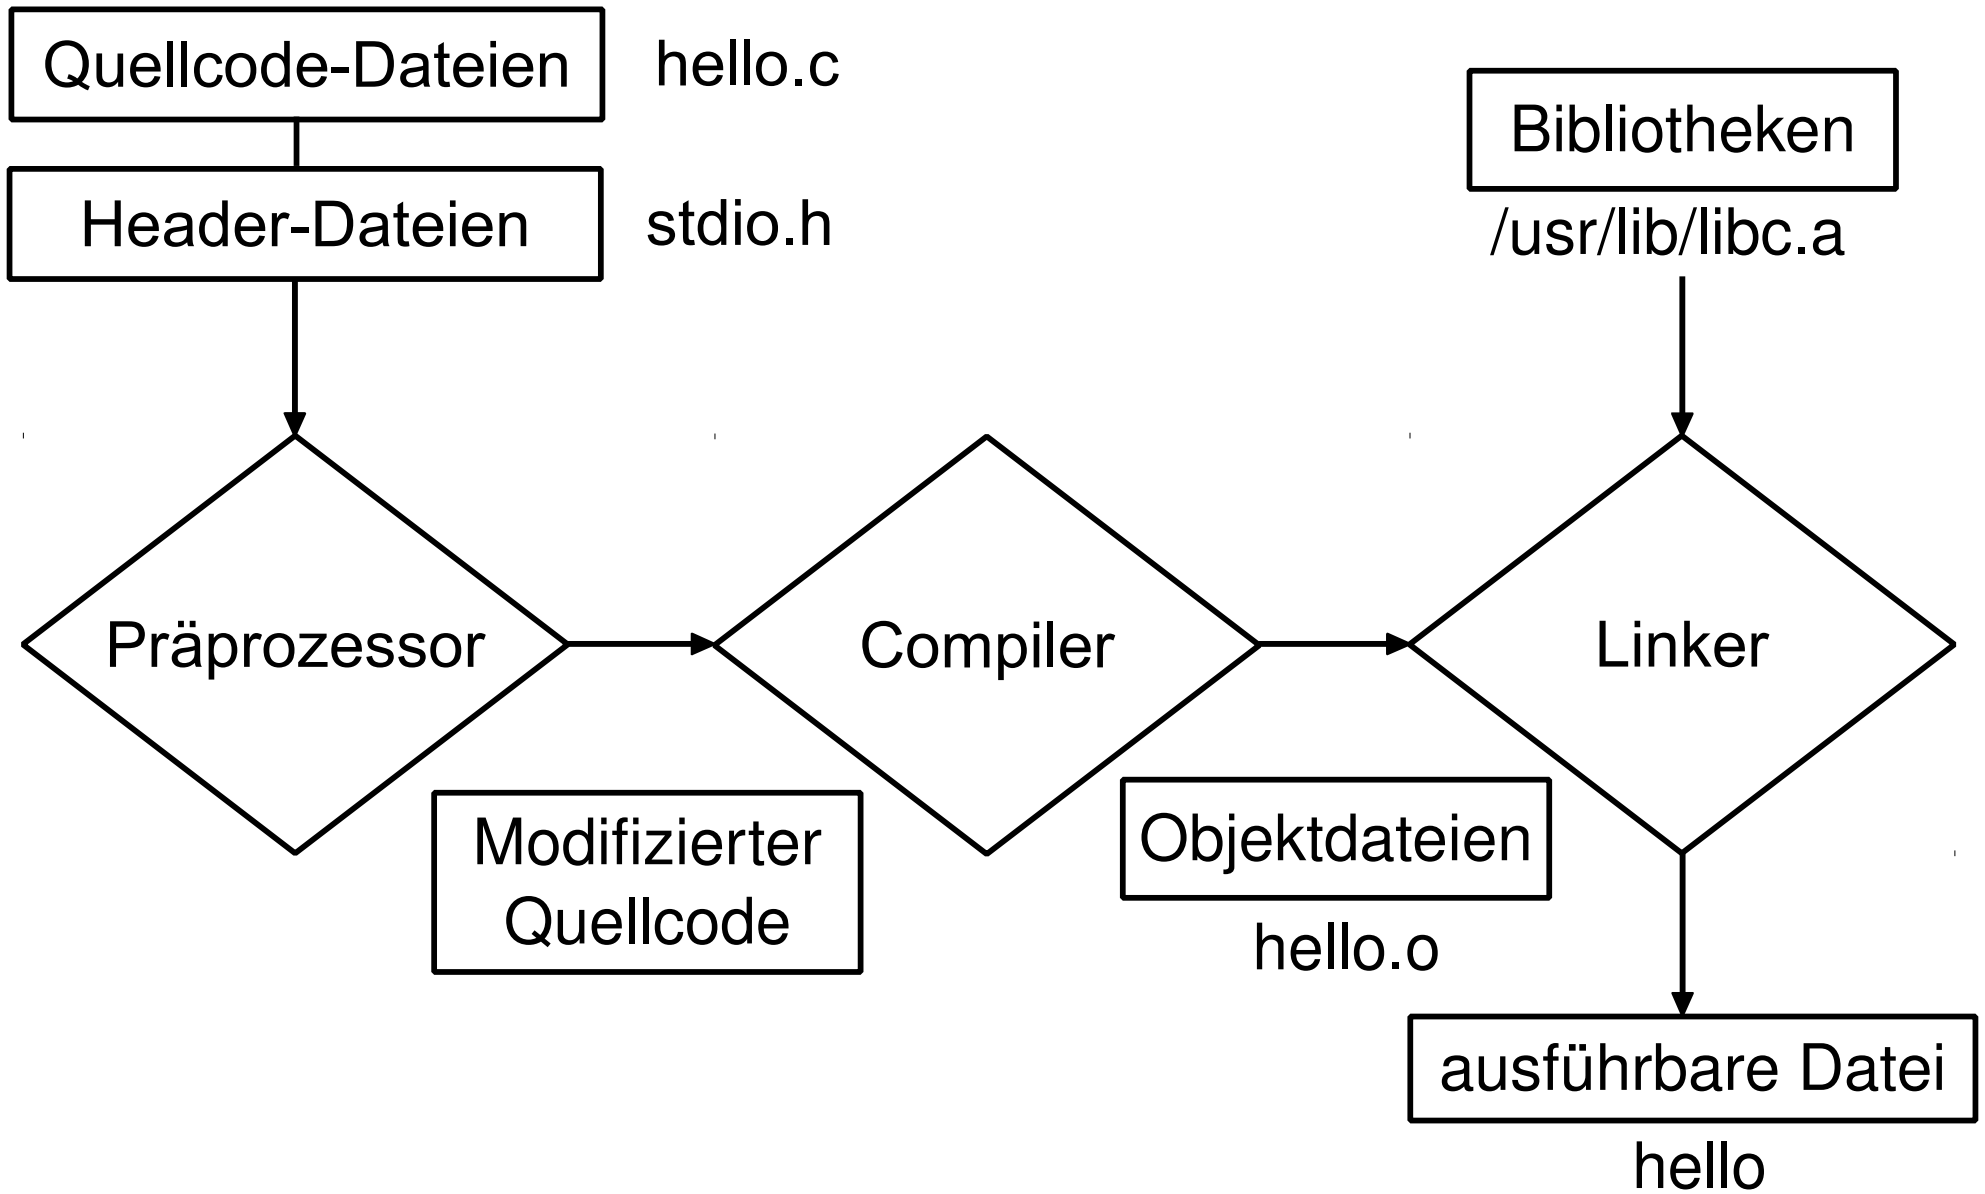 Quellcode-Dateien
hello.c
Header-Dateien
stdio.h
Bibliotheken
/usr/lib/libc.a
Präprozessor
Compiler
Linker
Modifizierter
Quellcode
Objektdateien
hello.o
ausführbare Datei
hello